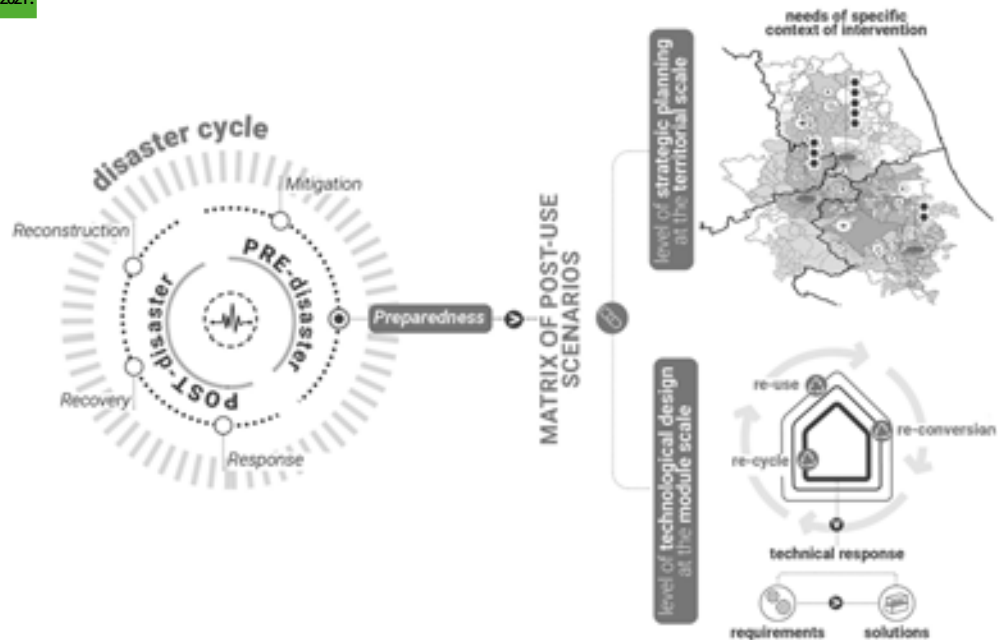 2021.
disaster cycle
Mitigation
Reconstruction
PRE-disaster
POST-disaster
Preparedness
Recovery
Response
MATRIX OF POST-USE
SCENARIOS
level of strategic planning
at the territorial scale
needs of specific
context of intervention
level of technological design
at the module scale
re-use
re-conversion
re-cycle
technical response
requirements
solutions